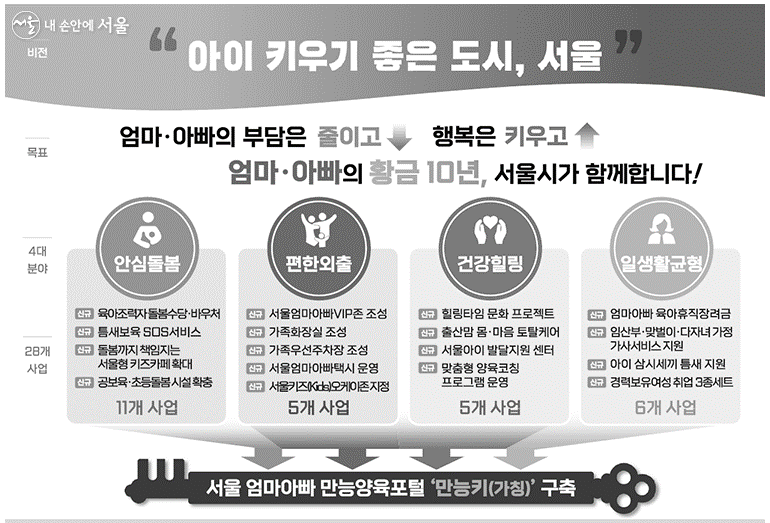 서울 내 손안에 서울
비전
“ 아이 키우기 좋은 도시, 서울 ”
목표
엄마·아빠의 부담은 줄이고 행복은 키우고
엄마·아빠의 황금 10년, 서울시가 함께합니다!
4대
분야
28개
사업
안심돌봄
신규 육아조력자 돌봄수당·바우처
신규 틈새보육 SOS서비스
신규 돌봄까지 책임지는
서울형 키즈카페 확대
신규 공보육·초등돌봄시설 확충
11개 사업
편한외출
신규 서울엄마아빠VIP존 조성
신규 가족화장실 조성
신규 가족우선주차장 조성
신규 서울엄마아빠택시 운영
신규 서울키즈(Kids)오케이존 지정
5개 사업
건강힐링
신규 힐링타임 문화 프로젝트
신규 출산맘 몸·마음 토탈케어
신규 서울아이 발달지원 센터
신규 맞춤형 양육코칭
프로그램 운영
5개 사업
일생활균형
신규 엄마아빠 육아휴직장려금
신규 임산부·맞벌이·다자녀 가정
가사서비스 지원
신규 아이 삼시세끼 틈새 지원
신규 경력보유여성 취업 3종세트
6개 사업
서울 엄마아빠 만능양육포털 ‘만능키(가칭)’ 구축